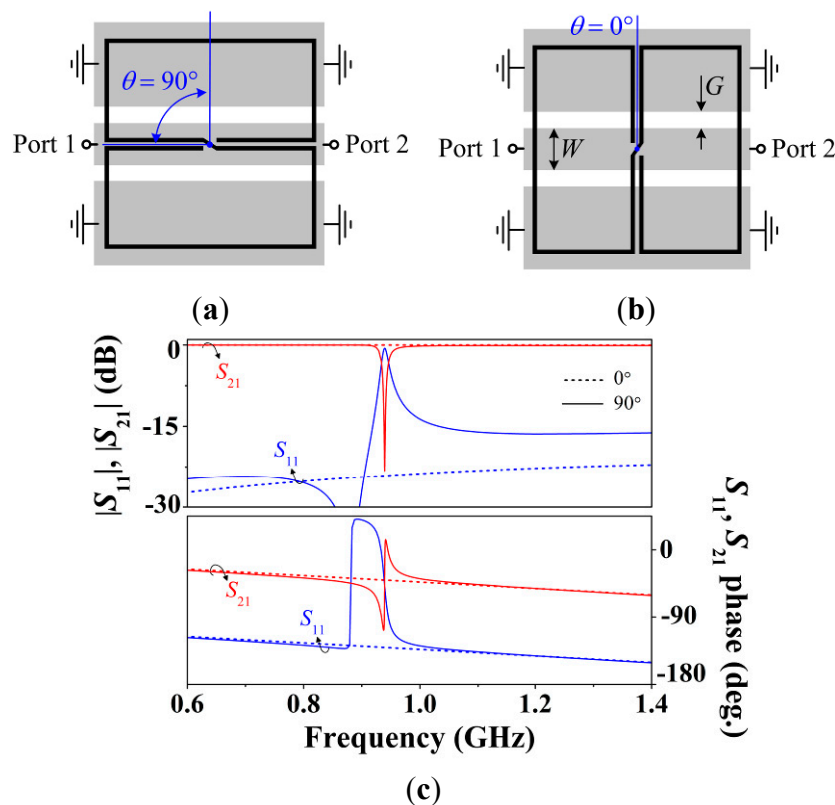 θ = 90°
Port 1
Port 2
(a)
θ = 0°
G
W
Port 1
Port 2
(b)
|S11|, |S21| (dB)
0
-15
-30
S21
S11
0°
90°
S11, S21 phase (deg.)
0
-90
-180
S21
S11
0.6
0.8
1.0
1.2
1.4
Frequency (GHz)
(c)